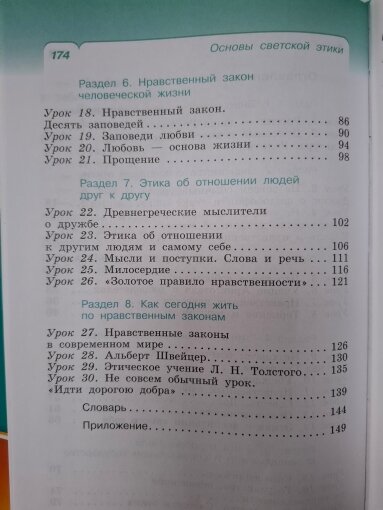 174
Основы светской этики
Раздел 6. Нравственный закон
человеческой жизни
Урок 18. Нравственный закон.
Десять заповедей 86
Урок 19. Заповеди любви 90
Урок 20. Любовь — основа жизни 94
Урок 21. Прощение 98
Раздел 7. Этика об отношении людей
друг к другу
Урок 22. Древнегреческие мыслители
о дружбе 102
Урок 23. Этика об отношении
к другим людям и самому себе 106
Урок 24. Мысли и поступки. Слова и речь 111
Урок 25. Милосердие 116
Урок 26. «Золотое правило нравственности» 121
Раздел 8. Как сегодня жить
по нравственным законам
Урок 27. Нравственные законы
в современном мире 126
Урок 28. Альберт Швейцер. 130
Урок 29. Этическое учение Л. Н. Толстого. 135
Урок 30. Не совсем обычный урок.
«Идти дорогою добра» 139
Словарь 144
Приложение 149